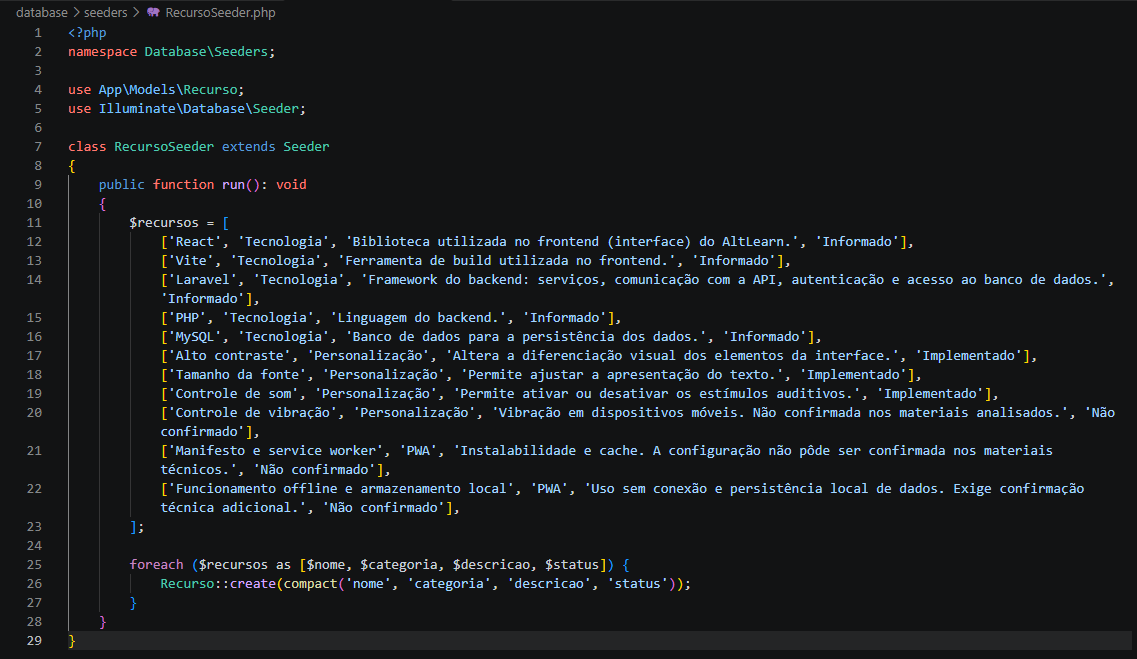 database > seeders > RecursoSeeder.php
1 <?php
2 namespace Database\Seeders;
3
4 use App\Models\Recurso;
5 use Illuminate\Database\Seeder;
6
7 class RecursoSeeder extends Seeder
8 {
9 public function run(): void
10 {
11 $recursos = [
12 ['React', 'Tecnologia', 'Biblioteca utilizada no frontend (interface) do AltLearn.', 'Informado'],
13 ['Vite', 'Tecnologia', 'Ferramenta de build utilizada no frontend.', 'Informado'],
14 ['Laravel', 'Tecnologia', 'Framework do backend: serviços, comunicação com a API, autenticação e acesso ao banco de dados.',
'Informado'],
15 ['PHP', 'Tecnologia', 'Linguagem do backend.', 'Informado'],
16 ['MySQL', 'Tecnologia', 'Banco de dados para a persistência dos dados.', 'Informado'],
17 ['Alto contraste', 'Personalização', 'Altera a diferenciação visual dos elementos da interface.', 'Implementado'],
18 ['Tamanho da fonte', 'Personalização', 'Permite ajustar a apresentação do texto.', 'Implementado'],
19 ['Controle de som', 'Personalização', 'Permite ativar ou desativar os estímulos auditivos.', 'Implementado'],
20 ['Controle de vibração', 'Personalização', 'Vibração em dispositivos móveis. Não confirmada nos materiais analisados.', 'Não
confirmado'],
21 ['Manifesto e service worker', 'PWA', 'Instalabilidade e cache. A configuração não pôde ser confirmada nos materiais
técnicos.', 'Não confirmado'],
22 ['Funcionamento offline e armazenamento local', 'PWA', 'Uso sem conexão e persistência local de dados. Exige confirmação
técnica adicional.', 'Não confirmado'],
23 ];
24
25 foreach ($recursos as [$nome, $categoria, $descricao, $status]) {
26 Recurso::create(compact('nome', 'categoria', 'descricao', 'status'));
27 }
28 }
29 }